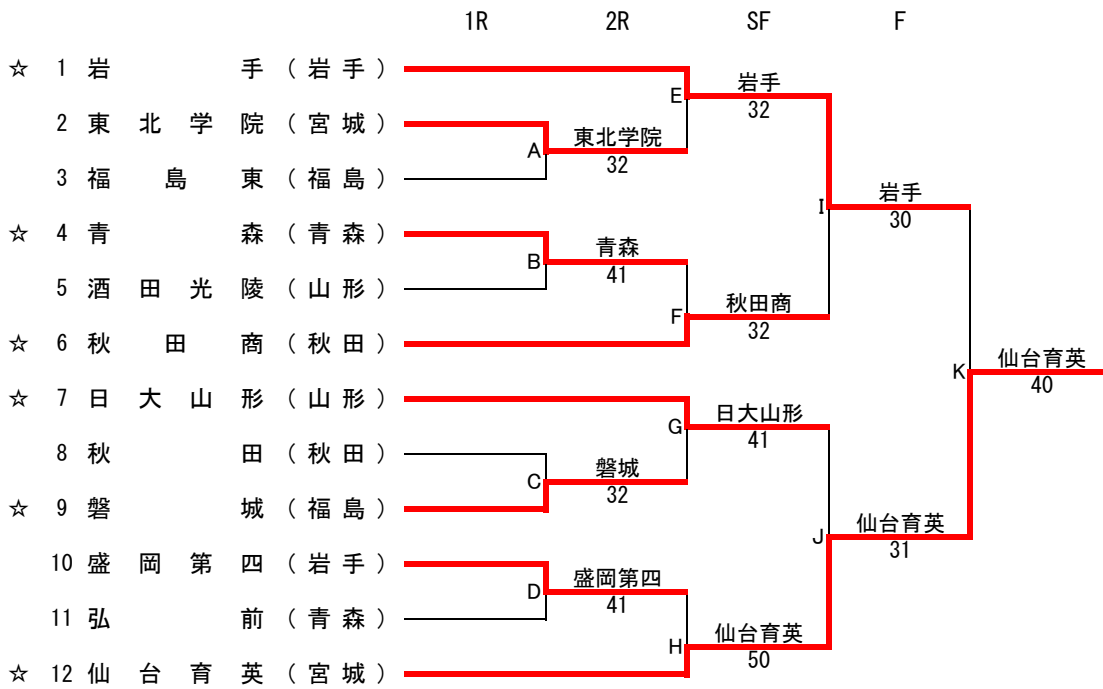 1R 2R SF F
☆ 1 岩手 (岩手)
E 岩手 32
2 東北学院 (宮城)
A 東北学院 32
3 福島東 (福島)
I 岩手 30
☆ 4 青森 (青森)
B 青森 41
5 酒田光陵 (山形)
F 秋田商 32
☆ 6 秋田商 (秋田)
K 仙台育英 40
☆ 7 日大山形 (山形)
G 日大山形 41
8 秋田 (秋田)
C 磐城 32
☆ 9 磐城 (福島)
J 仙台育英 31
10 盛岡第四 (岩手)
D 盛岡第四 41
11 弘前 (青森)
H 仙台育英 50
☆ 12 仙台育英 (宮城)